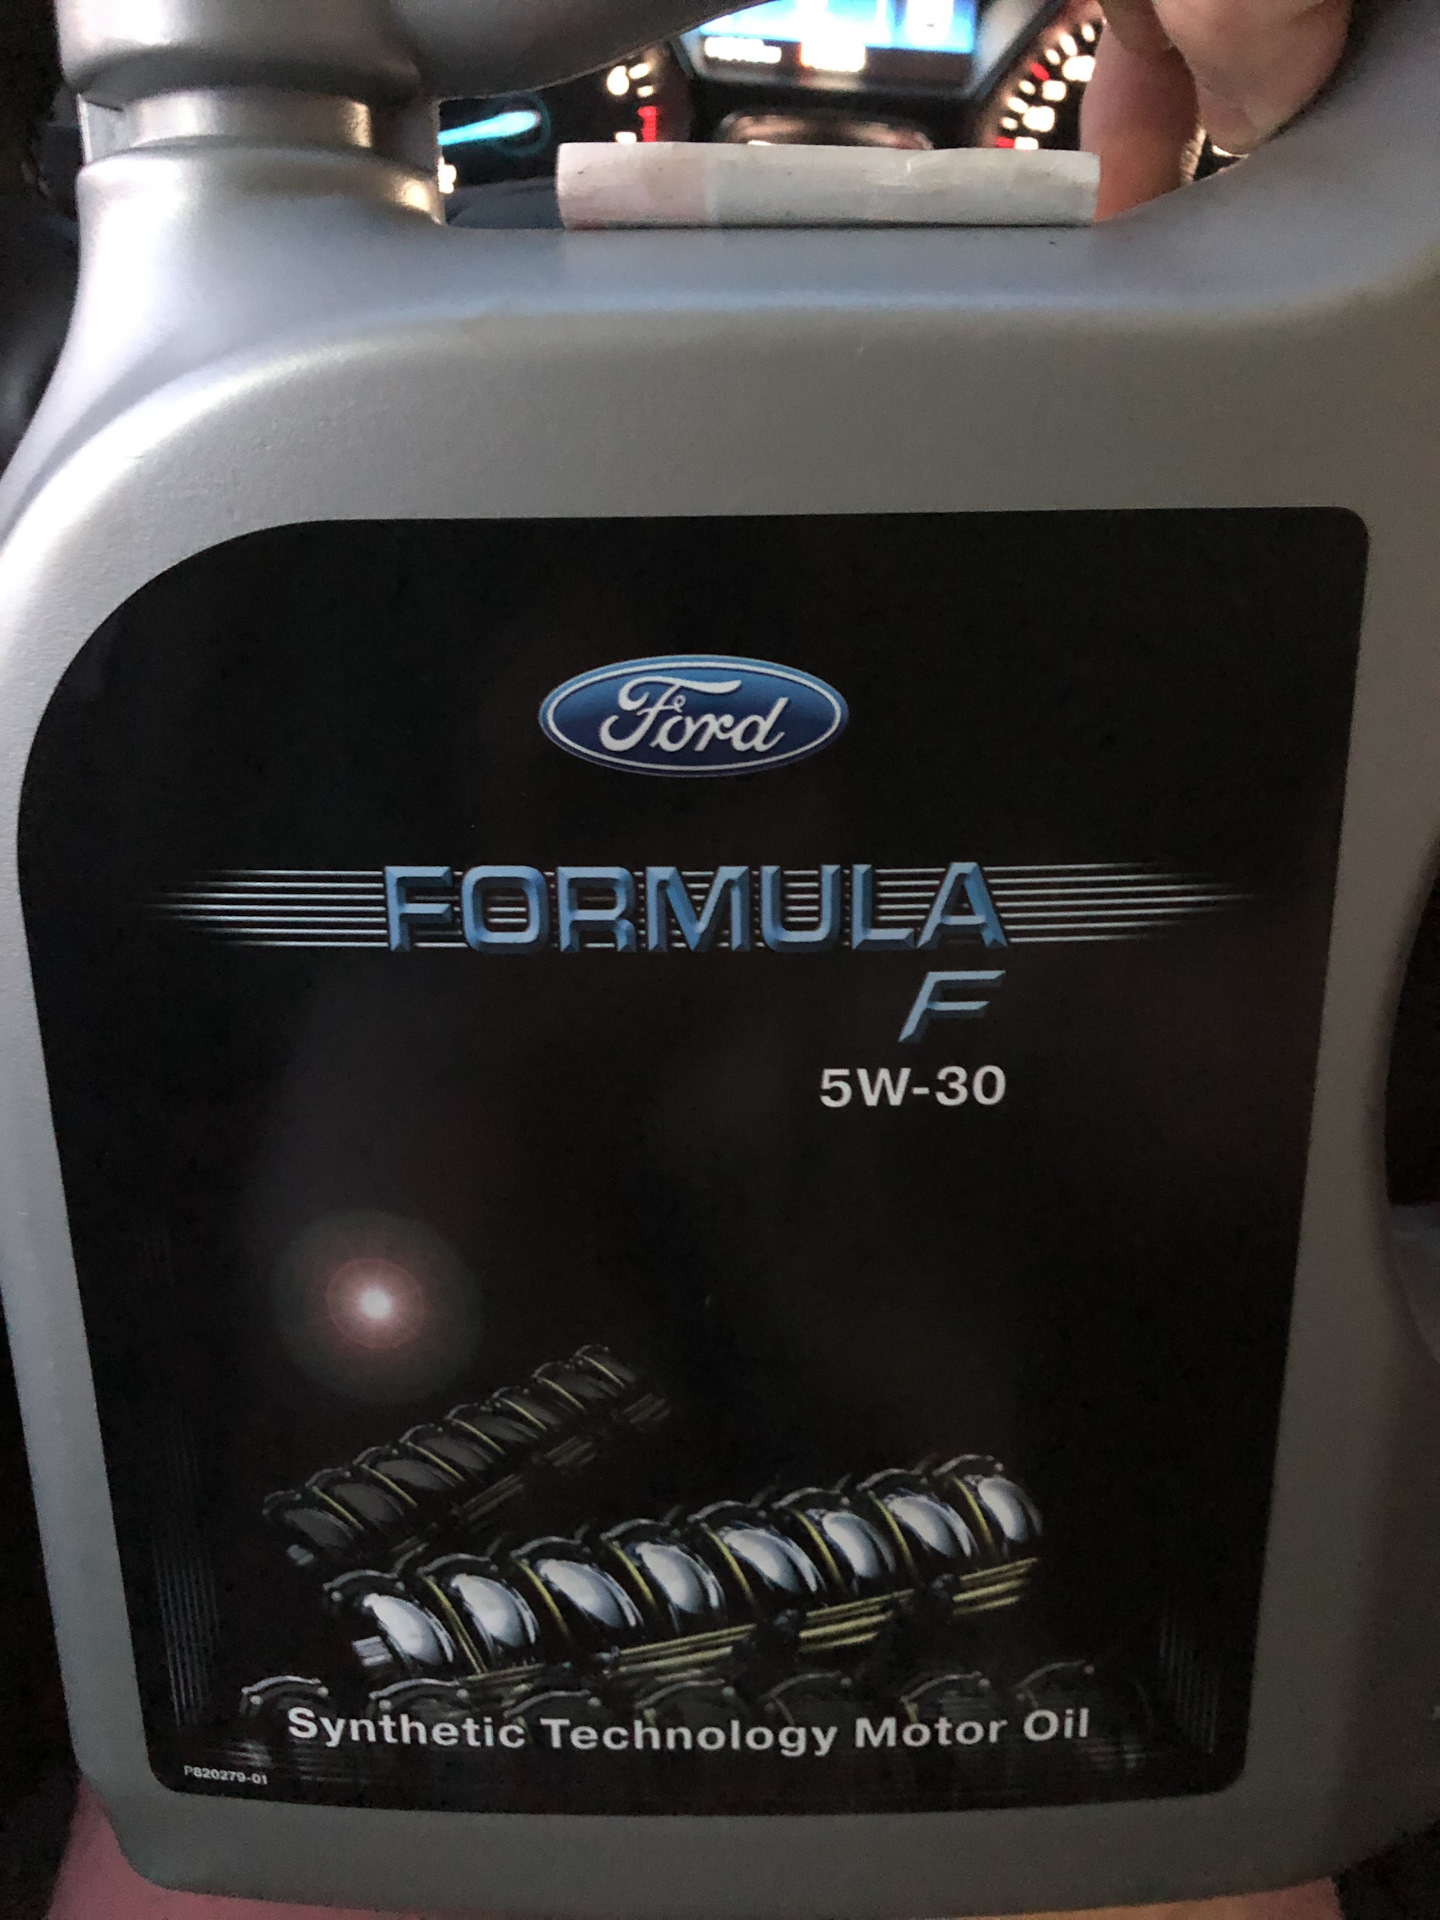 Ford
FORMULA
F
5W-30
Synthetic Technology Motor Oil
P820279-01